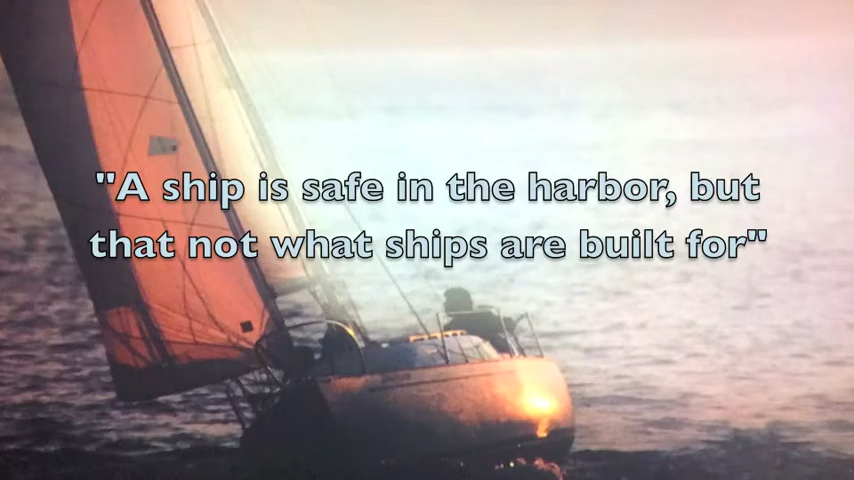 "A ship is safe in the harbor, but
that not what ships are built for"